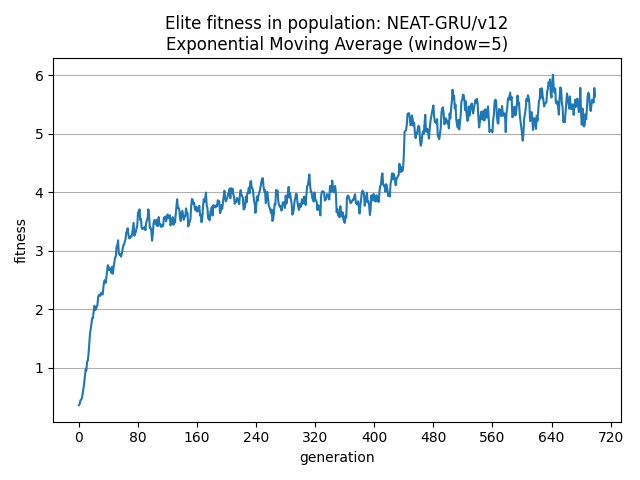 Elite fitness in population: NEAT-GRU/v12
Exponential Moving Average (window=5)
fitness
6
5
4
3
2
1
0 80 160 240 320 400 480 560 640 720
generation